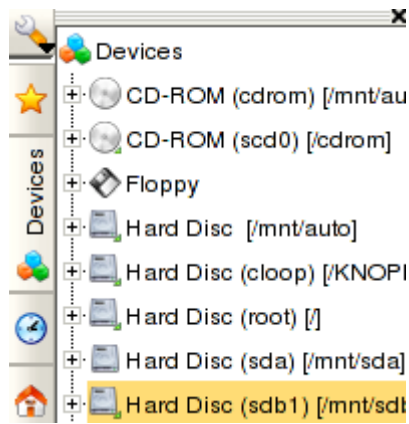 Devices
CD-ROM (cdrom) [/mnt/au
CD-ROM (scd0) [/cdrom]
Floppy
Devices
Hard Disc [/mnt/auto]
Hard Disc (cloop) [/KNOPI
Hard Disc (root) [/]
Hard Disc (sda) [/mnt/sda]
Hard Disc (sdb1) [/mnt/sdb